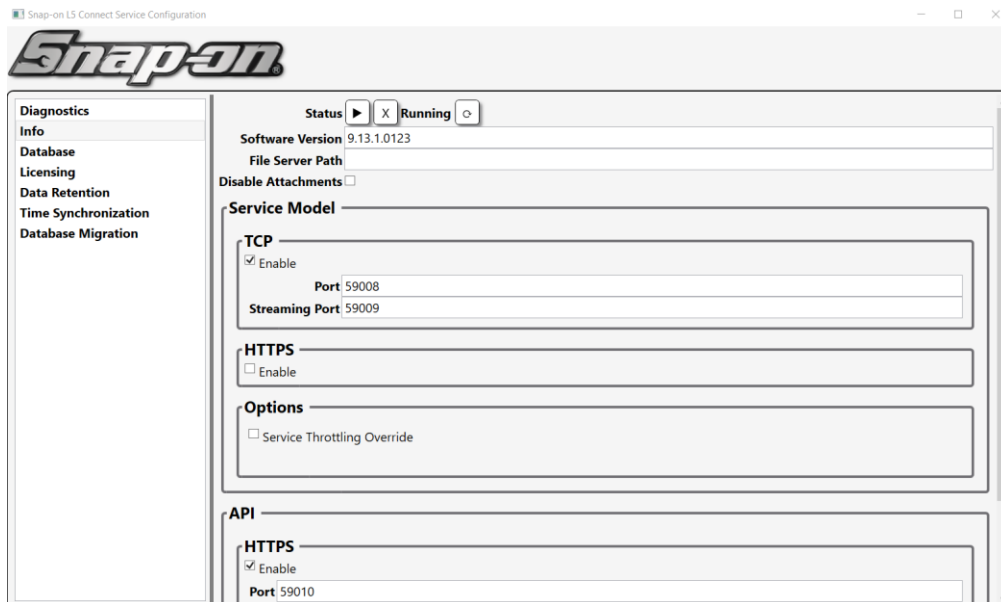 Snap-on L5 Connect Service Configuration
Snap-on®
Diagnostics
Info
Database
Licensing
Data Retention
Time Synchronization
Database Migration
Status X Running
Software Version 9.13.1.0123
File Server Path
Disable Attachments
Service Model
TCP
Enable
Port 59008
Streaming Port 59009
HTTPS
Enable
Options
Service Throttling Override
API
HTTPS
Enable
Port 59010